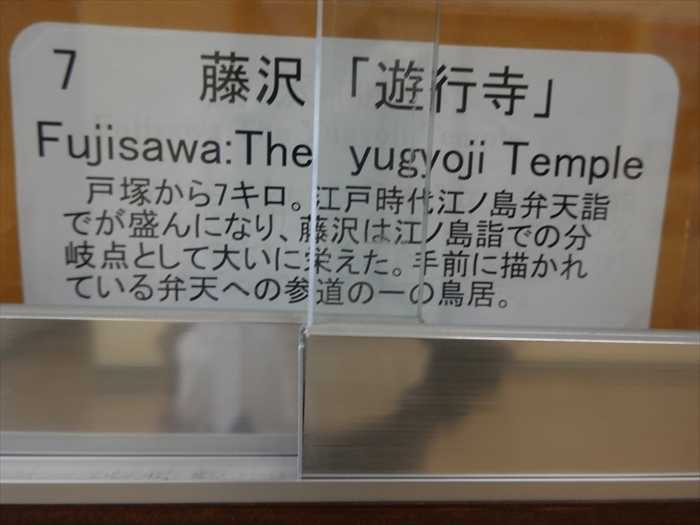 7 藤沢「遊行寺」
Fujisawa:The yugyoji Temple
戸塚から7キロ。江戸時代江ノ島弁天詣
でが盛んになり、藤沢は江ノ島詣での分
岐点として大いに栄えた。手前に描かれ
ている弁天への参道の一の鳥居。